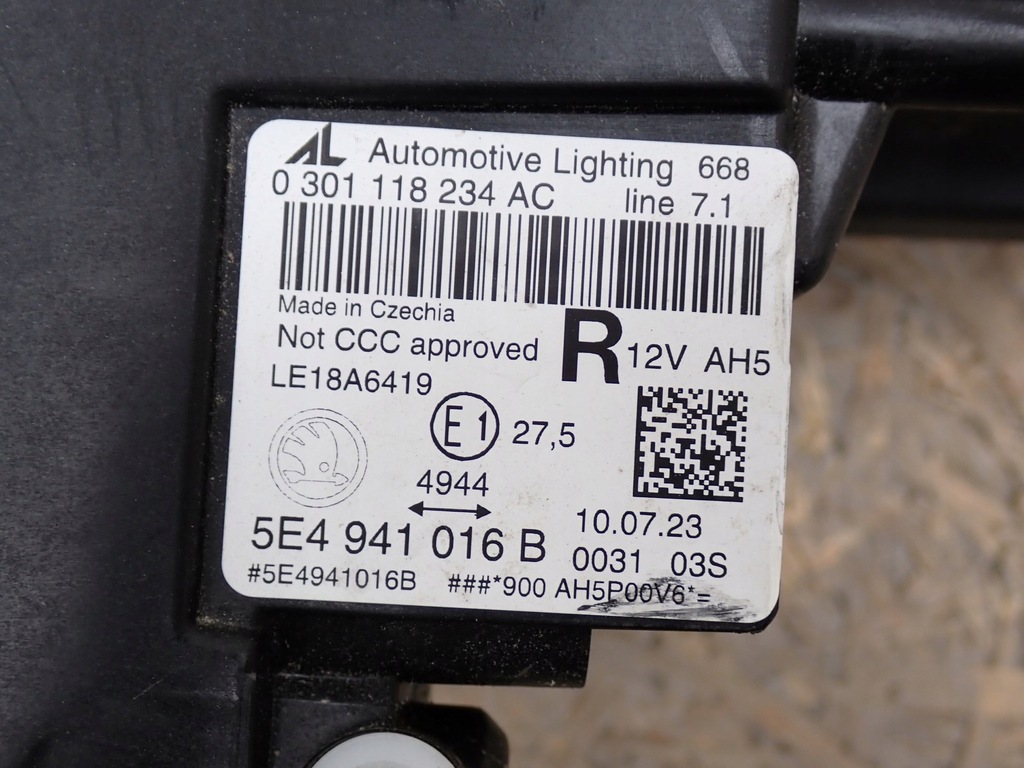 AL Automotive Lighting 668
0 301 118 234 AC line 7.1
Made in Czechia
Not CCC approved R 12V AH5
LE18A6419
E1 27,5
4944
10.07.23
5E4 941 016 B 0031 03S
#5E4941016B ###*900 AH5P00V6*=